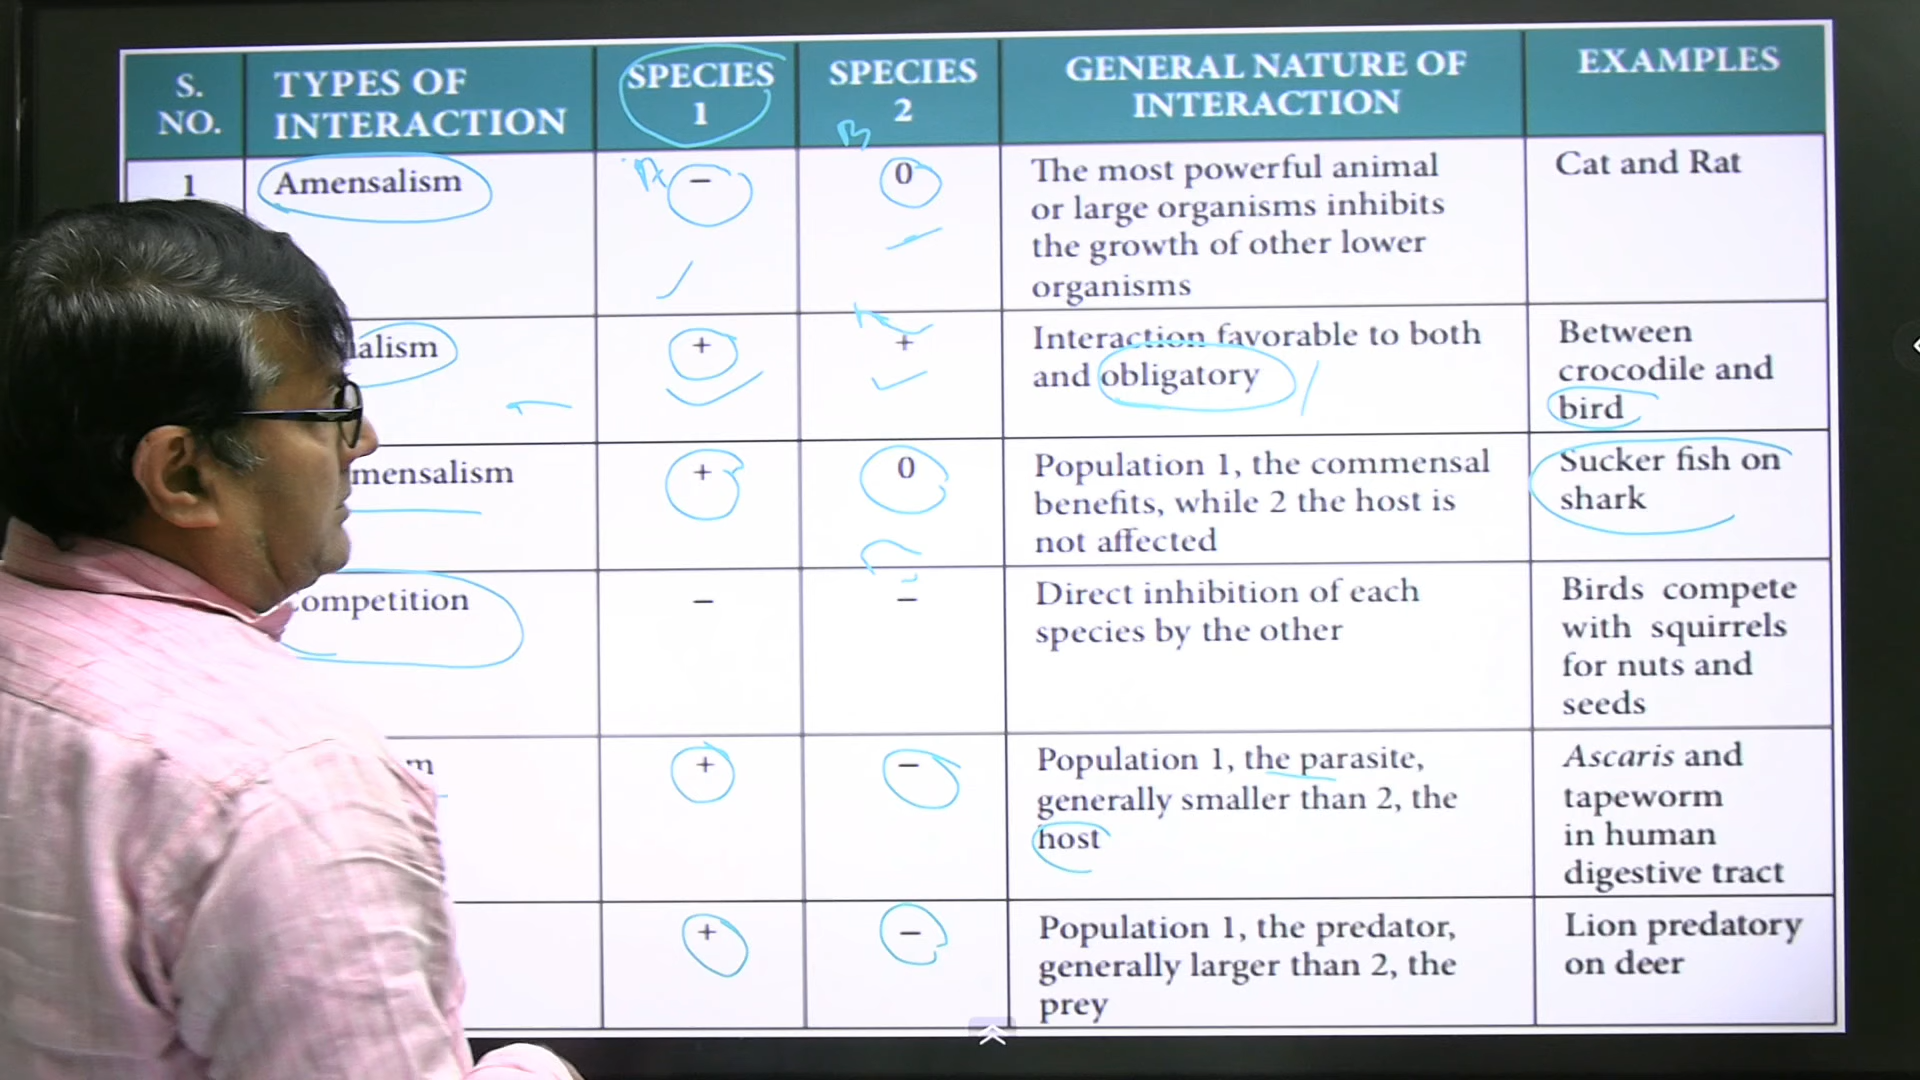 S. NO.
TYPES OF INTERACTION
SPECIES 1
SPECIES 2
GENERAL NATURE OF INTERACTION
EXAMPLES
1
Amensalism
–
0
The most powerful animal
or large organisms inhibits
the growth of other lower
organisms
Cat and Rat
alism
+
+
Interaction favorable to both
and obligatory
Between
crocodile and
bird
mensalism
+
0
Population 1, the commensal
benefits, while 2 the host is
not affected
Sucker fish on
shark
ompetition
–
–
Direct inhibition of each
species by the other
Birds compete
with squirrels
for nuts and
seeds
m
+
–
Population 1, the parasite,
generally smaller than 2, the
host
Ascaris and
tapeworm
in human
digestive tract
+
–
Population 1, the predator,
generally larger than 2, the
prey
Lion predatory
on deer
B